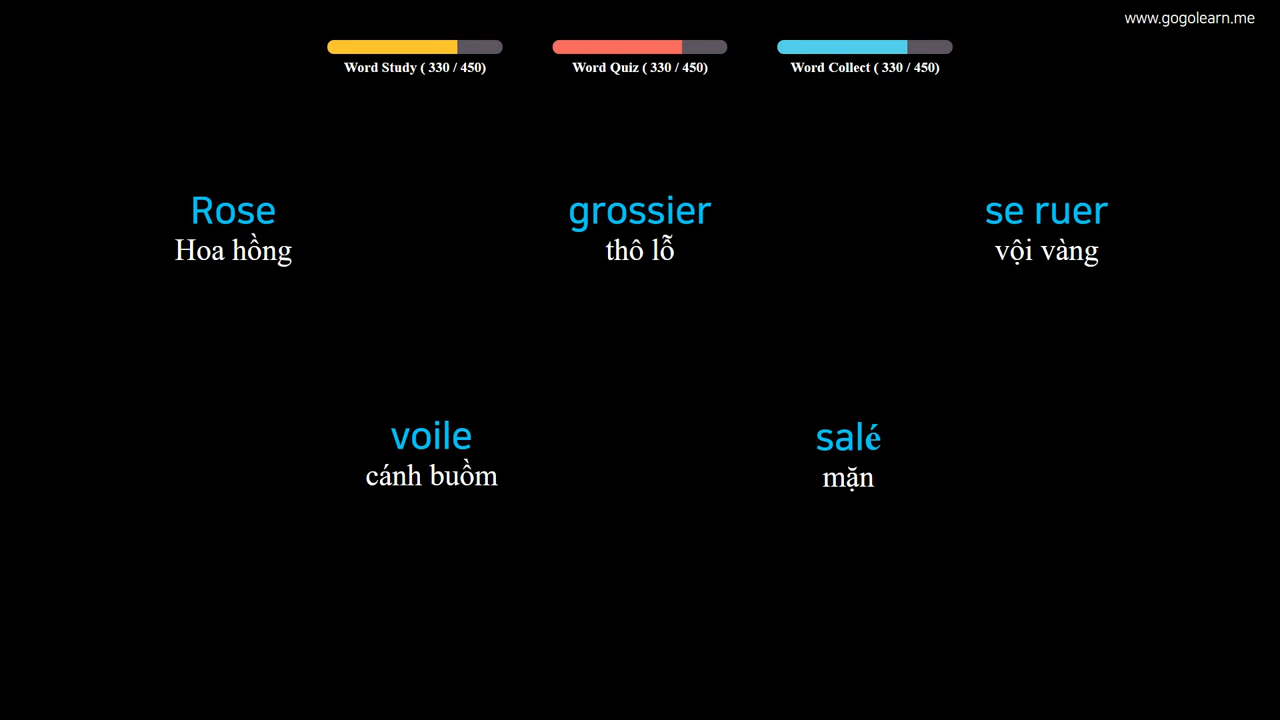 www.gogolearn.me
Word Study ( 330 / 450)
Word Quiz ( 330 / 450)
Word Collect ( 330 / 450)
Rose
Hoa hồng
grossier
thô lỗ
se ruer
vội vàng
voile
cánh buồm
salé
mặn